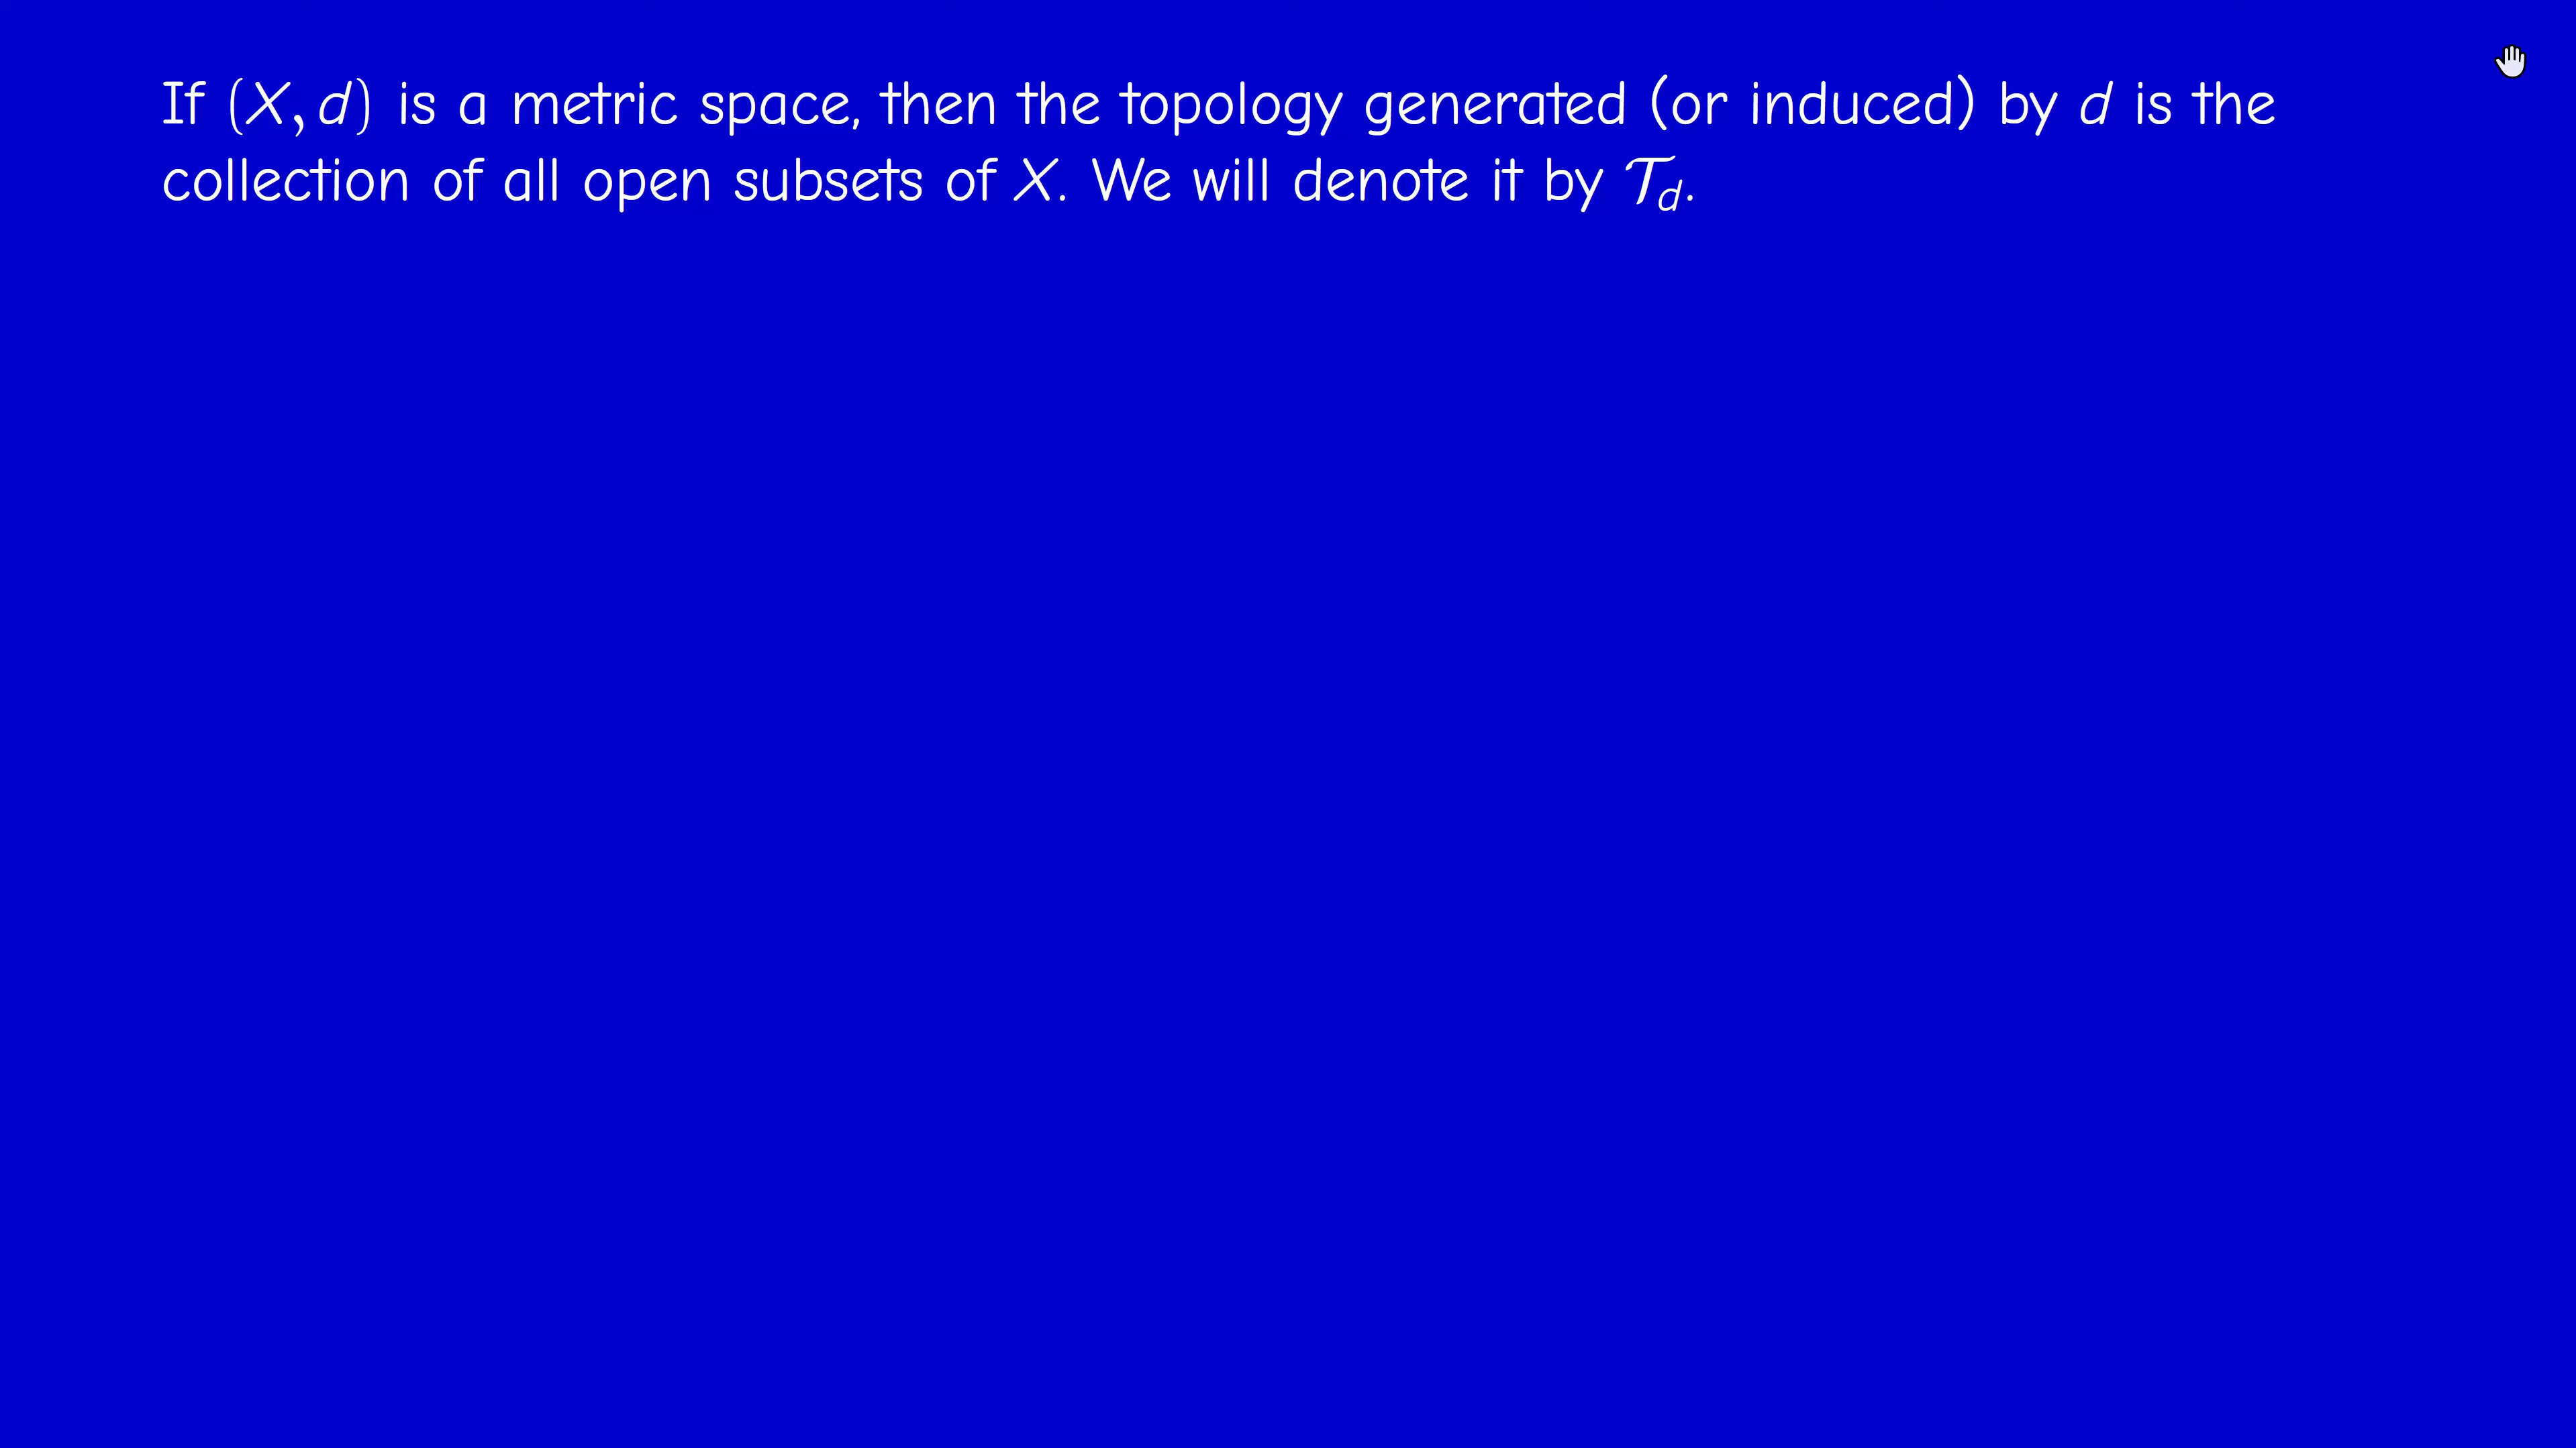 If (X, d) is a metric space, then the topology generated (or induced) by d is the
collection of all open subsets of X. We will denote it by 𝒯_d.